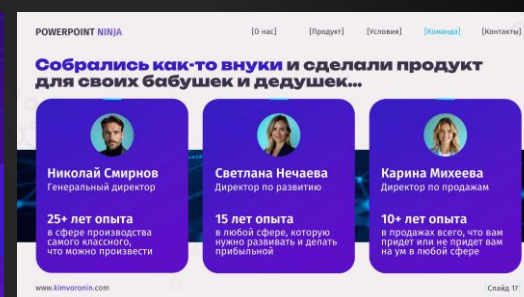 POWERPOINT NINJA
[О нас] [Продукт] [Условия] [Команда] [Контакты]
Собрались как-то внуки и сделали продукт
для своих бабушек и дедушек...
Николай Смирнов
Генеральный директор
25+ лет опыта
в сфере производства
самого классного,
что можно произвести
Светлана Нечаева
Директор по развитию
15 лет опыта
в любой сфере, которую
нужно развивать и делать
прибыльной
Карина Михеева
Директор по продажам
10+ лет опыта
в продажах всего, что вам
придет или не придет вам
на ум в любой сфере
www.kimvoronin.com
[Слайд 17]